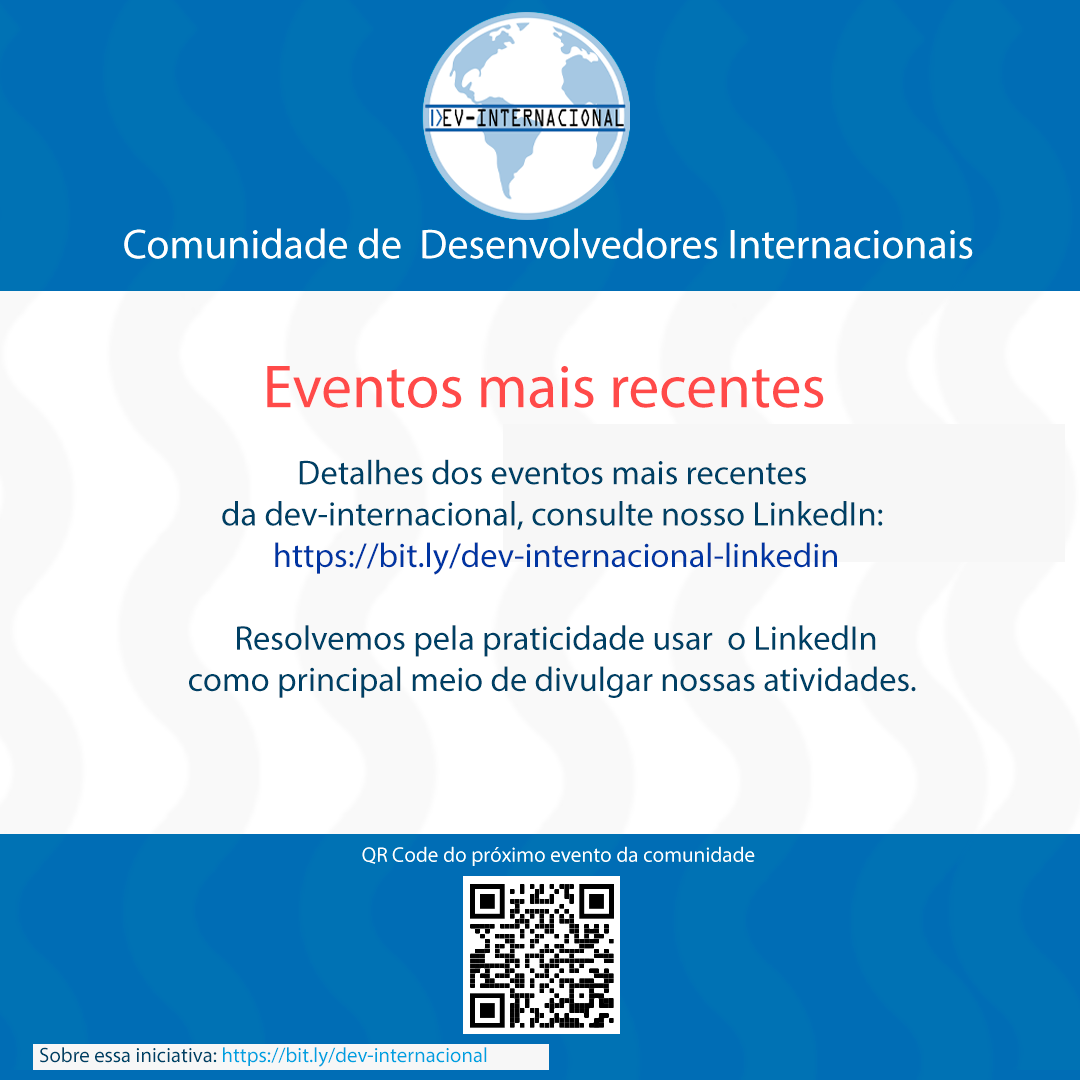 DEV-INTERNACIONAL
Comunidade de Desenvolvedores Internacionais
Eventos mais recentes
Detalhes dos eventos mais recentes
da dev-internacional, consulte nosso LinkedIn:
https://bit.ly/dev-internacional-linkedin
Resolvemos pela praticidade usar o LinkedIn
como principal meio de divulgar nossas atividades.
QR Code do próximo evento da comunidade
Sobre essa iniciativa: https://bit.ly/dev-internacional